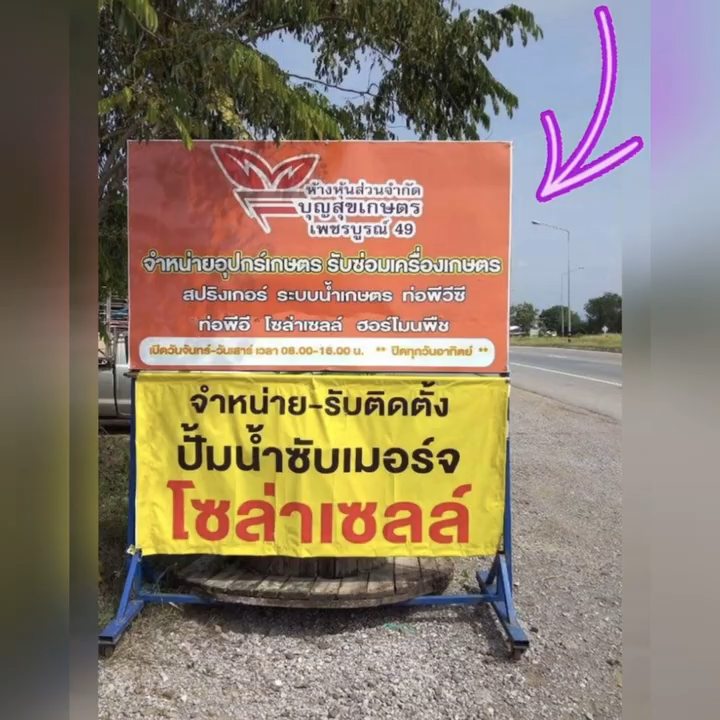 ห้างหุ้นส่วนจำกัด
บุญสุขเกษตร
เพชรบูรณ์ 49
จำหน่ายอุปกร์เกษตร รับซ่อมเครื่องเกษตร
สปริงเกอร์ ระบบน้ำเกษตร ท่อพีวีซี
ท่อพีอี โซล่าเซลล์ ฮอร์โมนพืช
เปิดวันจันทร์-วันเสาร์ เวลา 08.00-16.00 น. ** ปิดทุกวันอาทิตย์ **
จำหน่าย-รับติดตั้ง
ปั้มน้ำซับเมอร์จ
โซล่าเซลล์